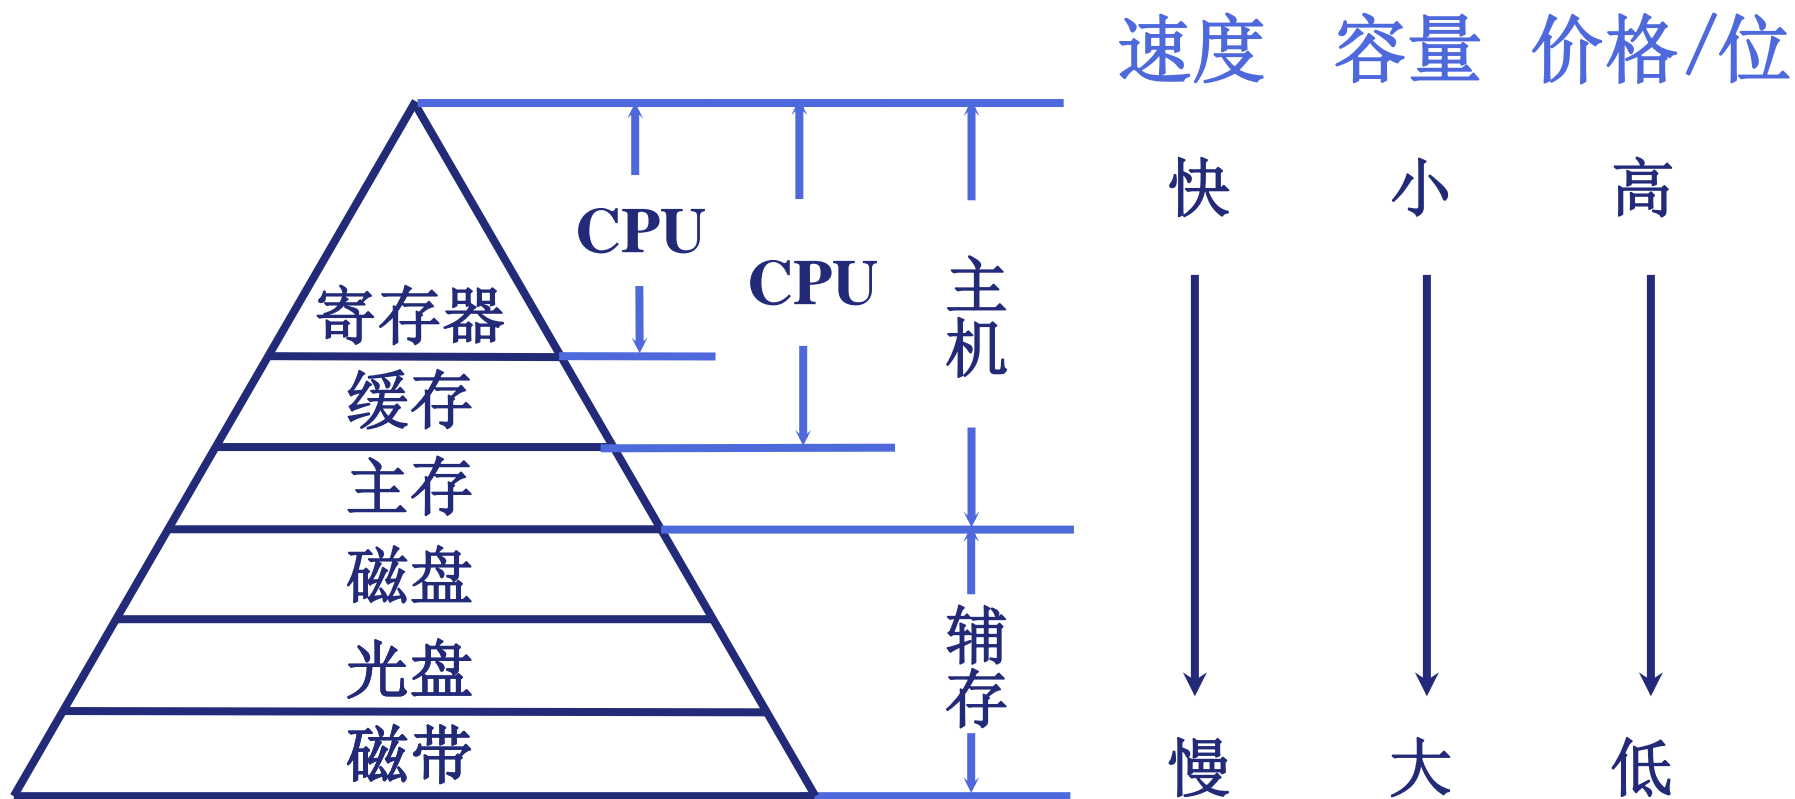 速度 容量 价格/位
快 小 高
CPU
CPU
主机
寄存器
缓存
主存
磁盘
辅存
光盘
磁带
慢 大 低